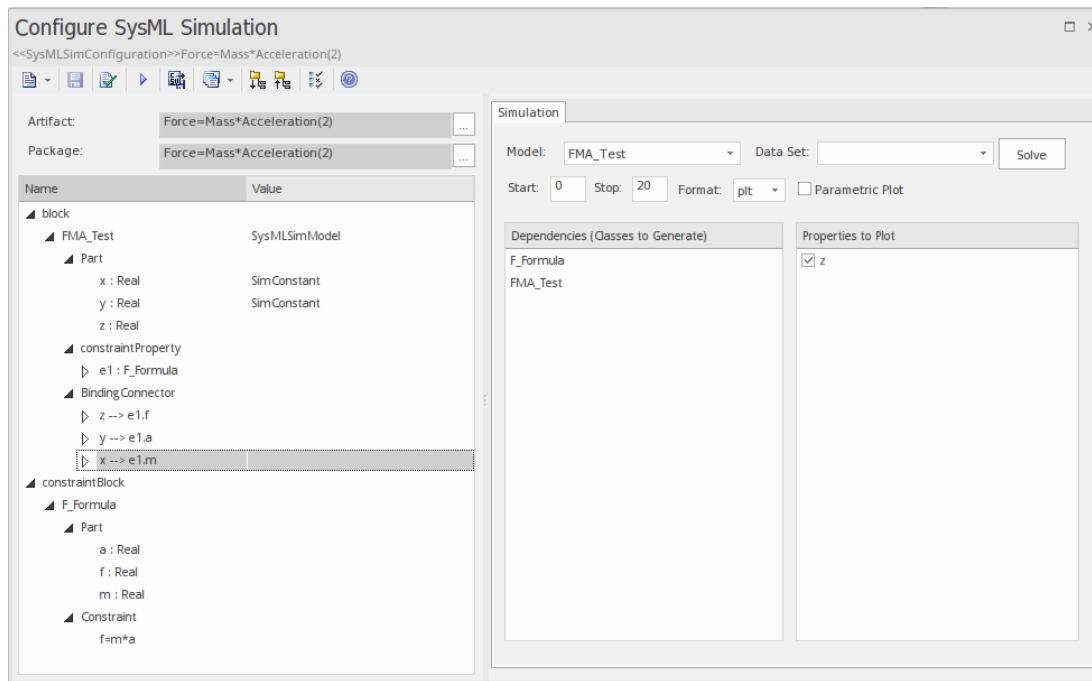 Configure SysML Simulation
<<SysMLSimConfiguration>>Force=Mass*Acceleration(2)
Artifact: Force=Mass*Acceleration(2) ...
Package: Force=Mass*Acceleration(2) ...
Name Value
block
FMA_Test SysMLSimModel
Part
x : Real SimConstant
y : Real SimConstant
z : Real
constraintProperty
e1 : F_Formula
BindingConnector
z --> e1.f
y --> e1.a
x --> e1.m
constraintBlock
F_Formula
Part
a : Real
f : Real
m : Real
Constraint
f=m*a
Simulation
Model: FMA_Test Data Set: Solve
Start: 0 Stop: 20 Format: plt Parametric Plot
Dependencies (Classes to Generate)
F_Formula
FMA_Test
Properties to Plot
z